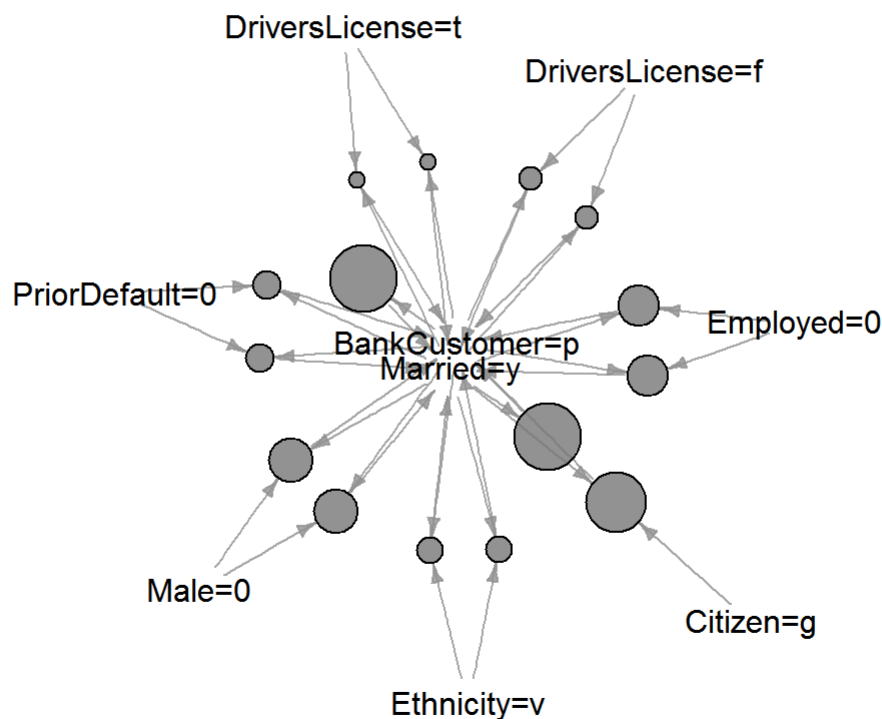 DriversLicense=t
DriversLicense=f
PriorDefault=0
Employed=0
BankCustomer=p
Married=y
Male=0
Citizen=g
Ethnicity=v